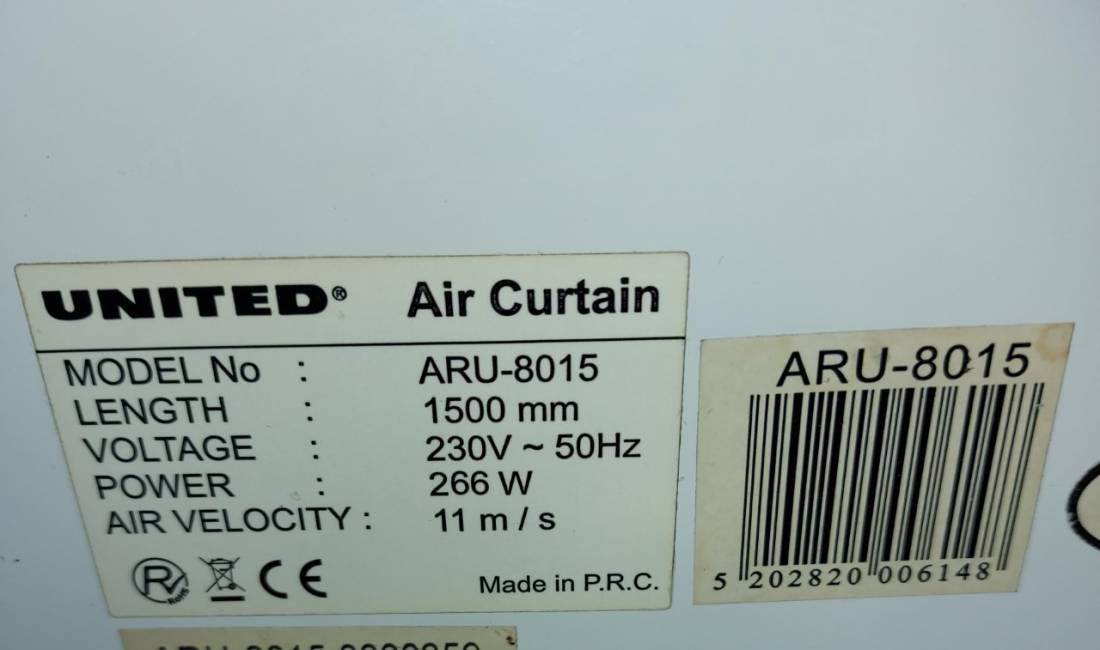 UNITED® Air Curtain
MODEL No : ARU-8015
LENGTH : 1500 mm
VOLTAGE : 230V ~ 50Hz
POWER : 266 W
AIR VELOCITY : 11 m / s
R RoHS CE
Made in P.R.C.
ARU-8015
5 202820 006148